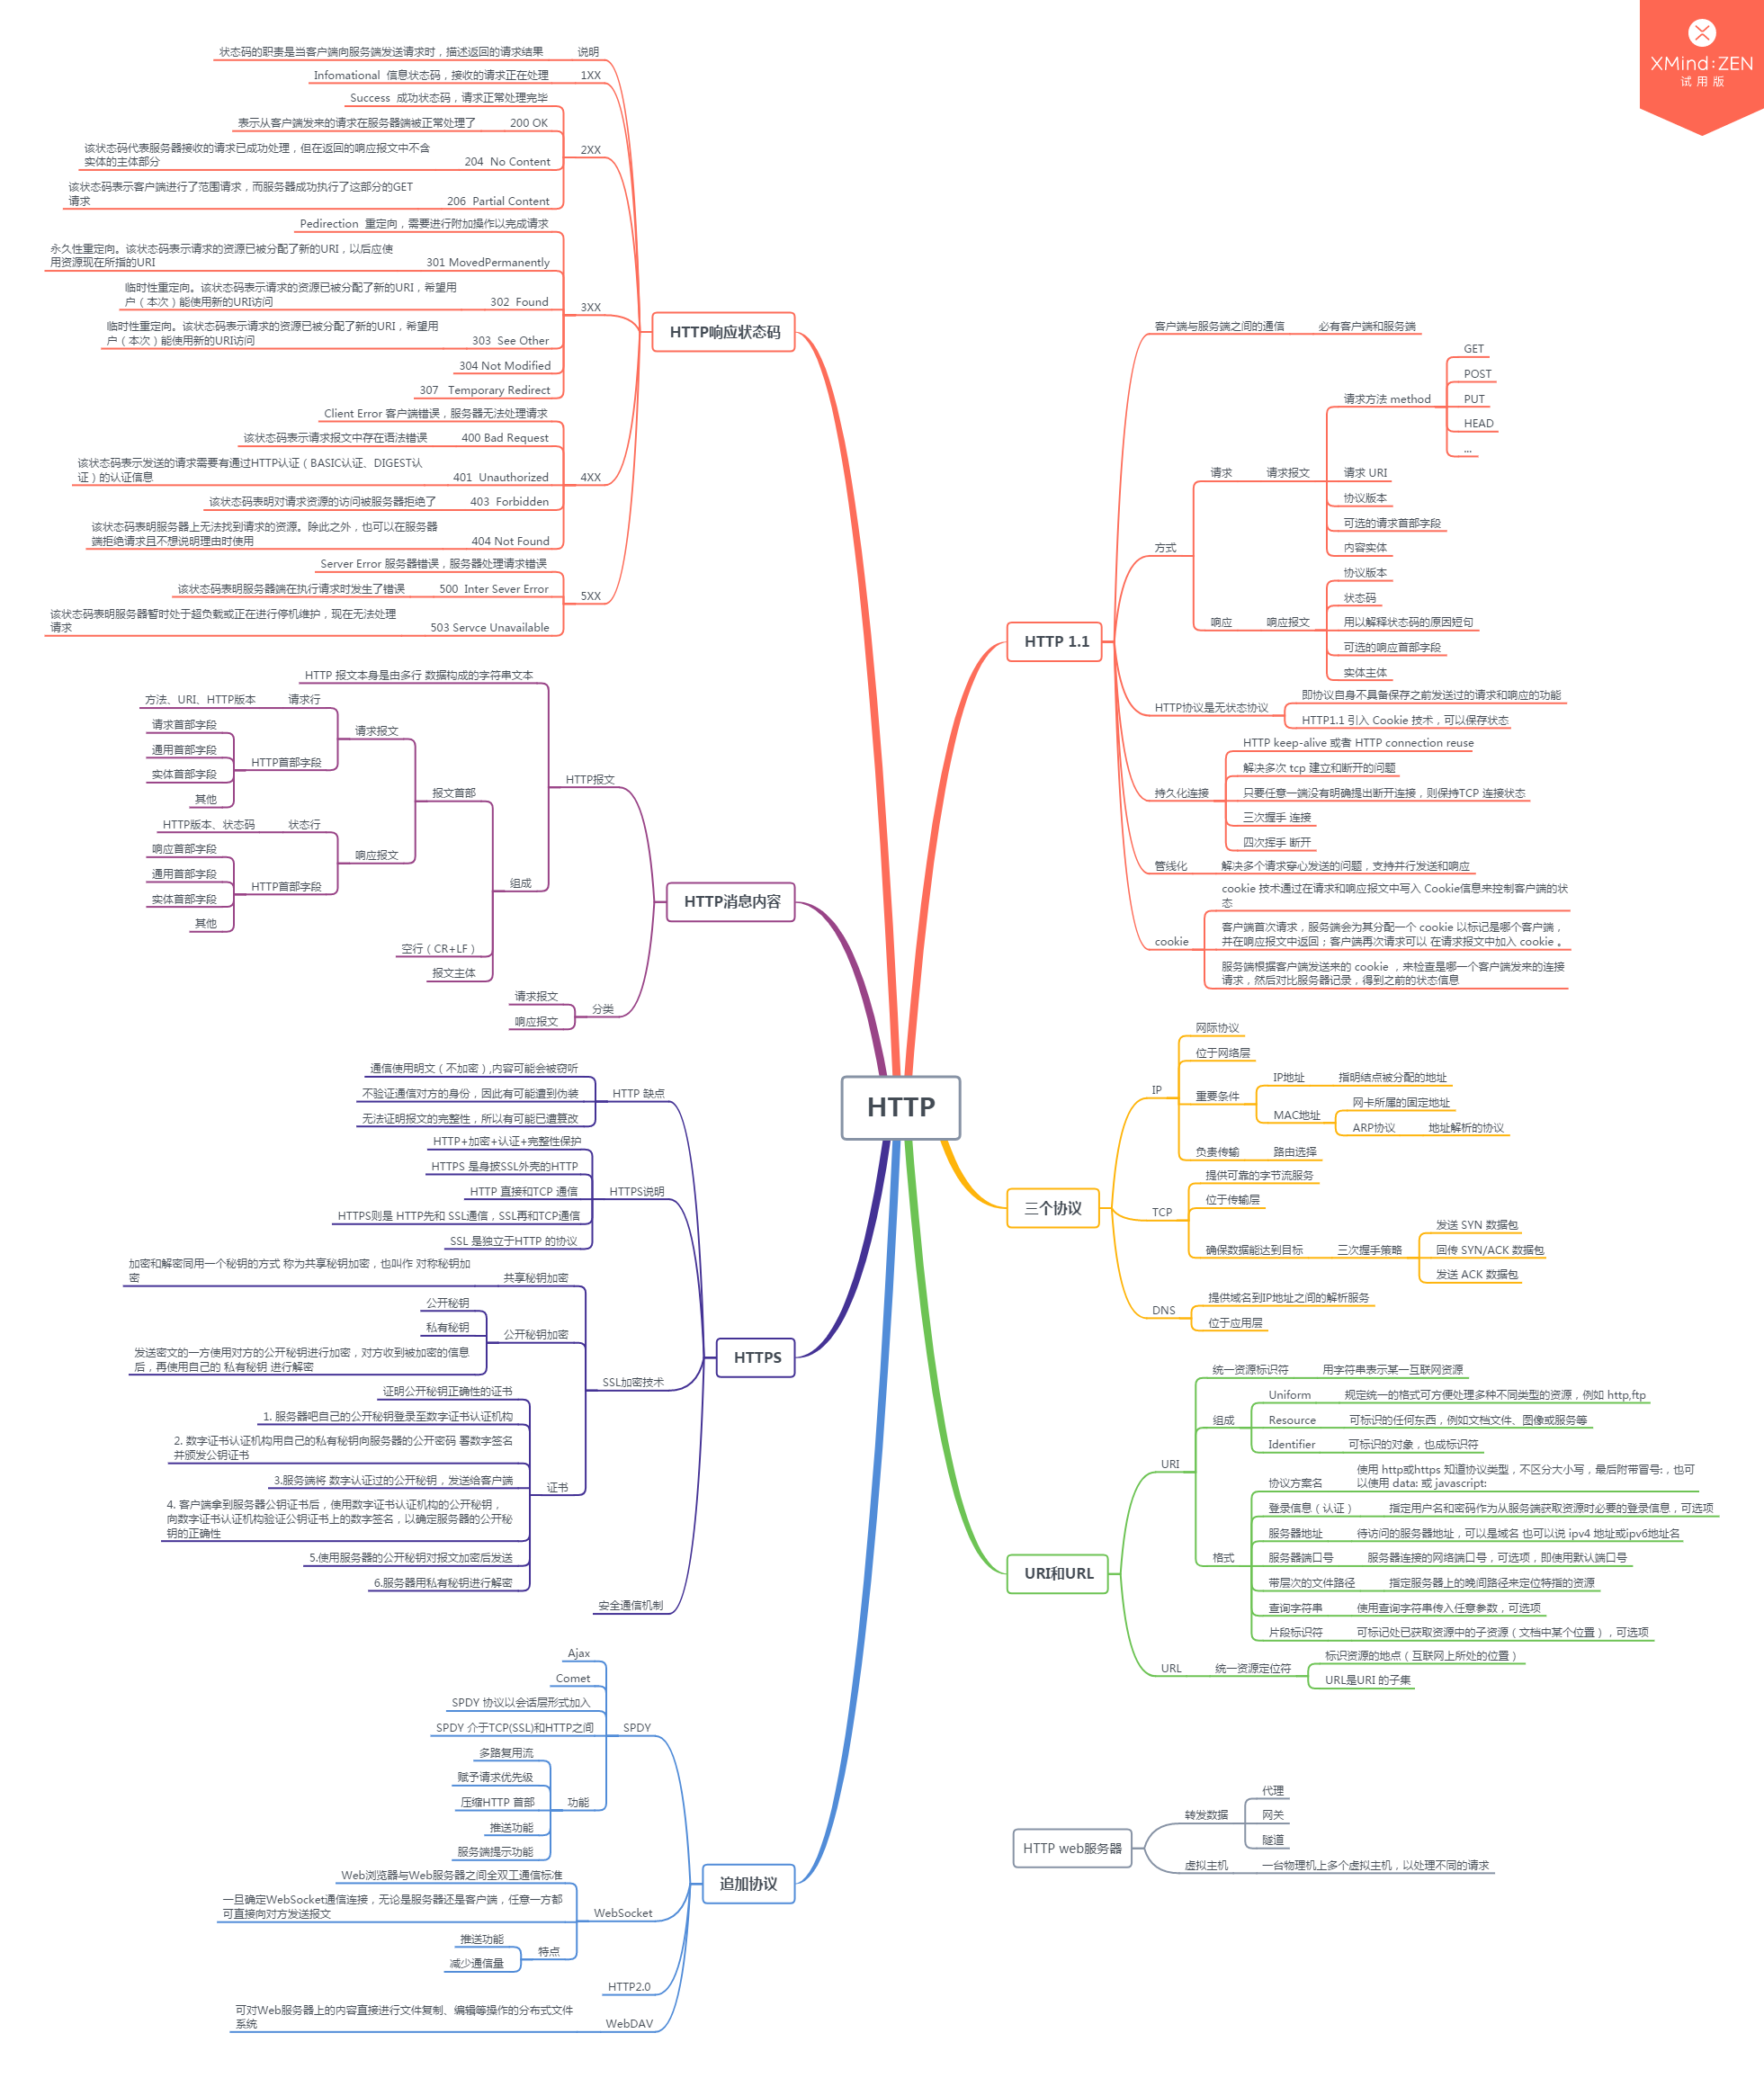 XMind:ZEN
试用版
HTTP
HTTP 1.1
客户端与服务端之间的通信
必有客户端和服务端
方式
请求
请求报文
请求方法 method
GET
POST
PUT
HEAD
...
请求 URI
协议版本
可选的请求首部字段
内容实体
响应
响应报文
协议版本
状态码
用以解释状态码的原因短句
可选的响应首部字段
实体主体
HTTP协议是无状态协议
即协议自身不具备保存之前发送过的请求和响应的功能
HTTP1.1 引入 Cookie 技术，可以保存状态
持久化连接
HTTP keep-alive 或者 HTTP connection reuse
解决多次 tcp 建立和断开的问题
只要任意一端没有明确提出断开连接，则保持TCP 连接状态
三次握手 连接
四次挥手 断开
管线化
解决多个请求穿心发送的问题，支持并行发送和响应
cookie
cookie 技术通过在请求和响应报文中写入 Cookie信息来控制客户端的状
态
客户端首次请求，服务端会为其分配一个 cookie 以标记是哪个客户端，
并在响应报文中返回；客户端再次请求可以 在请求报文中加入 cookie 。
服务端根据客户端发送来的 cookie ，来检查是哪一个客户端发来的连接
请求，然后对比服务器记录，得到之前的状态信息
三个协议
IP
网际协议
位于网络层
重要条件
IP地址
指明结点被分配的地址
MAC地址
网卡所属的固定地址
ARP协议
地址解析的协议
负责传输
路由选择
TCP
提供可靠的字节流服务
位于传输层
确保数据能达到目标
三次握手策略
发送 SYN 数据包
回传 SYN/ACK 数据包
发送 ACK 数据包
DNS
提供域名到IP地址之间的解析服务
位于应用层
URI和URL
URI
统一资源标识符
用字符串表示某一互联网资源
组成
Uniform
规定统一的格式可方便处理多种不同类型的资源，例如 http,ftp
Resource
可标识的任何东西，例如文档文件、图像或服务等
Identifier
可标识的对象，也成标识符
格式
协议方案名
使用 http或https 知道协议类型，不区分大小写，最后附带冒号:，也可
以使用 data: 或 javascript:
登录信息（认证）
指定用户名和密码作为从服务端获取资源时必要的登录信息，可选项
服务器地址
待访问的服务器地址，可以是域名 也可以说 ipv4 地址或ipv6地址名
服务器端口号
服务器连接的网络端口号，可选项，即使用默认端口号
带层次的文件路径
指定服务器上的晚间路径来定位特指的资源
查询字符串
使用查询字符串传入任意参数，可选项
片段标识符
可标记处已获取资源中的子资源（文档中某个位置），可选项
URL
统一资源定位符
标识资源的地点（互联网上所处的位置）
URL是URI 的子集
HTTP web服务器
转发数据
代理
网关
隧道
虚拟主机
一台物理机上多个虚拟主机，以处理不同的请求
HTTP响应状态码
说明
状态码的职责是当客户端向服务端发送请求时，描述返回的请求结果
1XX
Infomational 信息状态码，接收的请求正在处理
2XX
Success 成功状态码，请求正常处理完毕
200 OK
表示从客户端发来的请求在服务器端被正常处理了
204 No Content
该状态码代表服务器接收的请求已成功处理，但在返回的响应报文中不含
实体的主体部分
206 Partial Content
该状态码表示客户端进行了范围请求，而服务器成功执行了这部分的GET
请求
3XX
Pedirection 重定向，需要进行附加操作以完成请求
301 MovedPermanently
永久性重定向。该状态码表示请求的资源已被分配了新的URI，以后应使
用资源现在所指的URI
302 Found
临时性重定向。该状态码表示请求的资源已被分配了新的URI，希望用
户（本次）能使用新的URI访问
303 See Other
临时性重定向。该状态码表示请求的资源已被分配了新的URI，希望用
户（本次）能使用新的URI访问
304 Not Modified
307 Temporary Redirect
4XX
Client Error 客户端错误，服务器无法处理请求
400 Bad Request
该状态码表示请求报文中存在语法错误
401 Unauthorized
该状态码表示发送的请求需要有通过HTTP认证（BASIC认证、DIGEST认
证）的认证信息
403 Forbidden
该状态码表明对请求资源的访问被服务器拒绝了
404 Not Found
该状态码表明服务器上无法找到请求的资源。除此之外，也可以在服务器
端拒绝请求且不想说明理由时使用
5XX
Server Error 服务器错误，服务器处理请求错误
500 Inter Sever Error
该状态码表明服务器端在执行请求时发生了错误
503 Servce Unavailable
该状态码表明服务器暂时处于超负载或正在进行停机维护，现在无法处理
请求
HTTP消息内容
HTTP报文
HTTP 报文本身是由多行 数据构成的字符串文本
组成
报文首部
请求报文
请求行
方法、URI、HTTP版本
HTTP首部字段
请求首部字段
通用首部字段
实体首部字段
其他
响应报文
状态行
HTTP版本、状态码
HTTP首部字段
响应首部字段
通用首部字段
实体首部字段
其他
空行（CR+LF）
报文主体
分类
请求报文
响应报文
HTTPS
HTTP 缺点
通信使用明文（不加密）,内容可能会被窃听
不验证通信对方的身份，因此有可能遭到伪装
无法证明报文的完整性，所以有可能已遭篡改
HTTPS说明
HTTP+加密+认证+完整性保护
HTTPS 是身披SSL外壳的HTTP
HTTP 直接和TCP 通信
HTTPS则是 HTTP先和 SSL通信，SSL再和TCP通信
SSL 是独立于HTTP 的协议
SSL加密技术
共享秘钥加密
加密和解密同用一个秘钥的方式 称为共享秘钥加密，也叫作 对称秘钥加
密
公开秘钥加密
公开秘钥
私有秘钥
发送密文的一方使用对方的公开秘钥进行加密，对方收到被加密的信息
后，再使用自己的 私有秘钥 进行解密
证书
证明公开秘钥正确性的证书
1. 服务器吧自己的公开秘钥登录至数字证书认证机构
2. 数字证书认证机构用自己的私有秘钥向服务器的公开密码 署数字签名
并颁发公钥证书
3.服务端将 数字认证过的公开秘钥，发送给客户端
4. 客户端拿到服务器公钥证书后，使用数字证书认证机构的公开秘钥，
向数字证书认证机构验证公钥证书上的数字签名，以确定服务器的公开秘
钥的正确性
5.使用服务器的公开秘钥对报文加密后发送
6.服务器用私有秘钥进行解密
安全通信机制
追加协议
SPDY
Ajax
Comet
SPDY 协议以会话层形式加入
SPDY 介于TCP(SSL)和HTTP之间
功能
多路复用流
赋予请求优先级
压缩HTTP 首部
推送功能
服务端提示功能
WebSocket
Web浏览器与Web服务器之间全双工通信标准
一旦确定WebSocket通信连接，无论是服务器还是客户端，任意一方都
可直接向对方发送报文
特点
推送功能
减少通信量
HTTP2.0
WebDAV
可对Web服务器上的内容直接进行文件复制、编辑等操作的分布式文件
系统